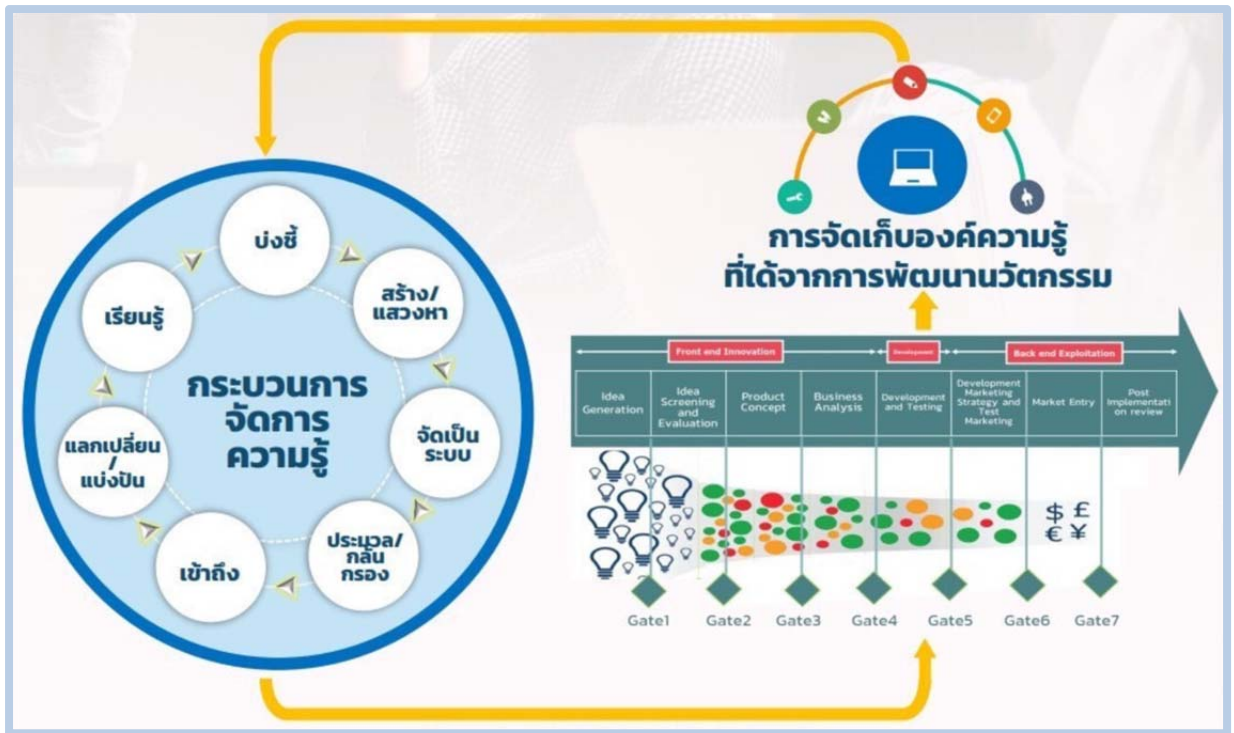 การจัดเก็บองค์ความรู้
ที่ได้จากการพัฒนานวัตกรรม
บ่งชี้
สร้าง/
แสวงหา
จัดเป็น
ระบบ
ประมวล/
กลั่น
กรอง
เข้าถึง
แลกเปลี่ยน
/
แบ่งปัน
เรียนรู้
กระบวนการ
จัดการ
ความรู้
Front end Innovation
Development
Back end Exploitation
Idea
Generation
Idea
Screening
and
Evaluation
Product
Concept
Business
Analysis
Development
and Testing
Development
Marketing
Strategy and
Test
Marketing
Market Entry
Post
Implementati
on review
$ £
€ ¥
Gate1
Gate2
Gate3
Gate4
Gate5
Gate6
Gate7